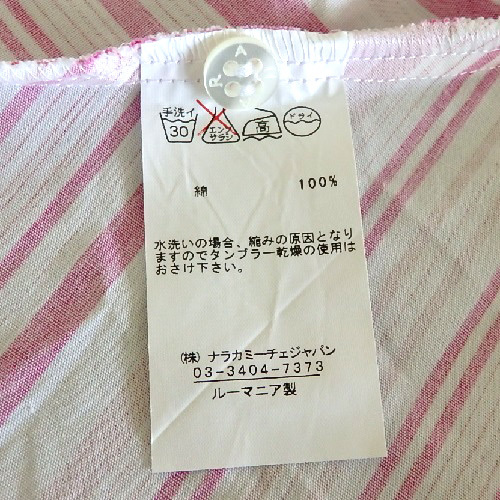 R A
手洗イ 30 エンソサラシ 高 ドライ
綿 100%
水洗いの場合、縮みの原因となり
ますのでタンブラー乾燥の使用は
おさけ下さい。
(株) ナラカミーチェジャパン
03-3404-7373
ルーマニア製